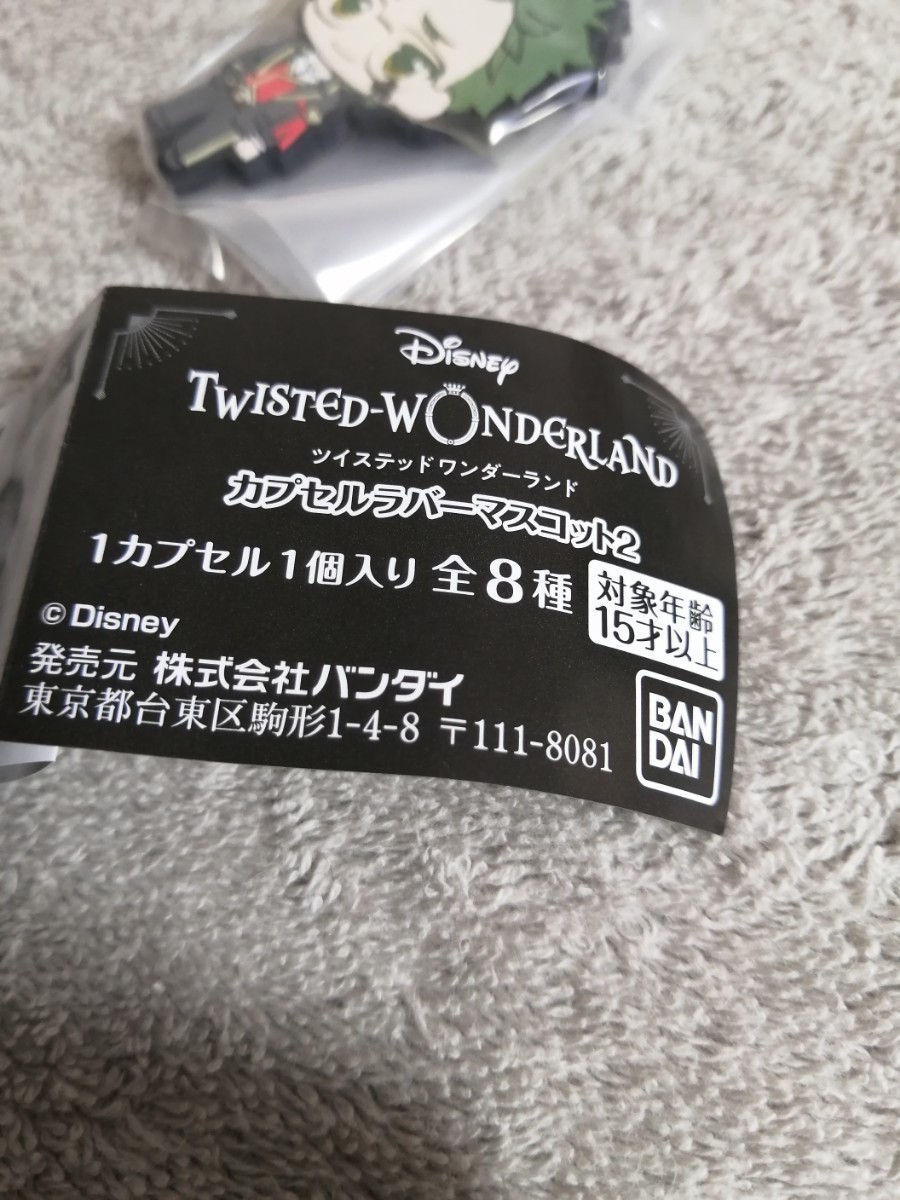 Disney
TWISTED-WONDERLAND
ツイステッドワンダーランド
カプセルラバーマスコット2
1カプセル1個入り 全8種
対象年齢
15才以上
©Disney
発売元 株式会社バンダイ
東京都台東区駒形1-4-8 〒111-8081
BAN
DAI